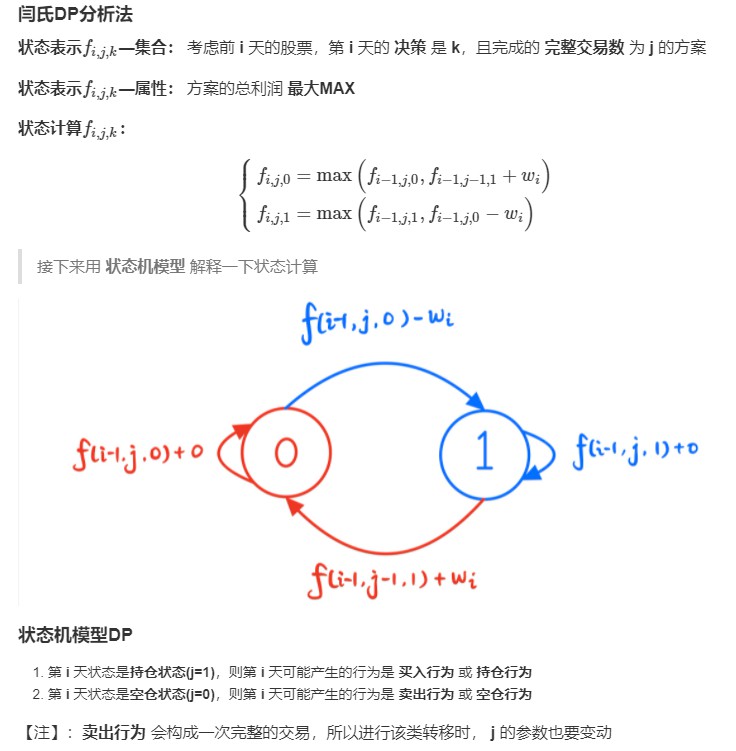 闫氏DP分析法
状态表示f_{i,j,k}—集合： 考虑前 i 天的股票，第 i 天的 决策 是 k，且完成的 完整交易数 为 j 的方案
状态表示f_{i,j,k}—属性： 方案的总利润 最大MAX
状态计算f_{i,j,k}：
f_{i,j,0} = max(f_{i−1,j,0}, f_{i−1,j−1,1} + w_i)
f_{i,j,1} = max(f_{i−1,j,1}, f_{i−1,j,0} − w_i)
接下来用 状态机模型 解释一下状态计算
f(i-1,j,0)-w_i
f(i-1,j,0)+0
0
1
f(i-1,j,1)+0
f(i-1,j-1,1)+w_i
状态机模型DP
1. 第 i 天状态是持仓状态(j=1)，则第 i 天可能产生的行为是 买入行为 或 持仓行为
2. 第 i 天状态是空仓状态(j=0)，则第 i 天可能产生的行为是 卖出行为 或 空仓行为
【注】：卖出行为 会构成一次完整的交易，所以进行该类转移时， j 的参数也要变动